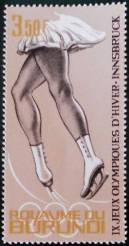 3,50F
IX JEUX OLYMPIQUES D'HIVER - INNSBRUCK
ROYAUME DU
BURUNDI